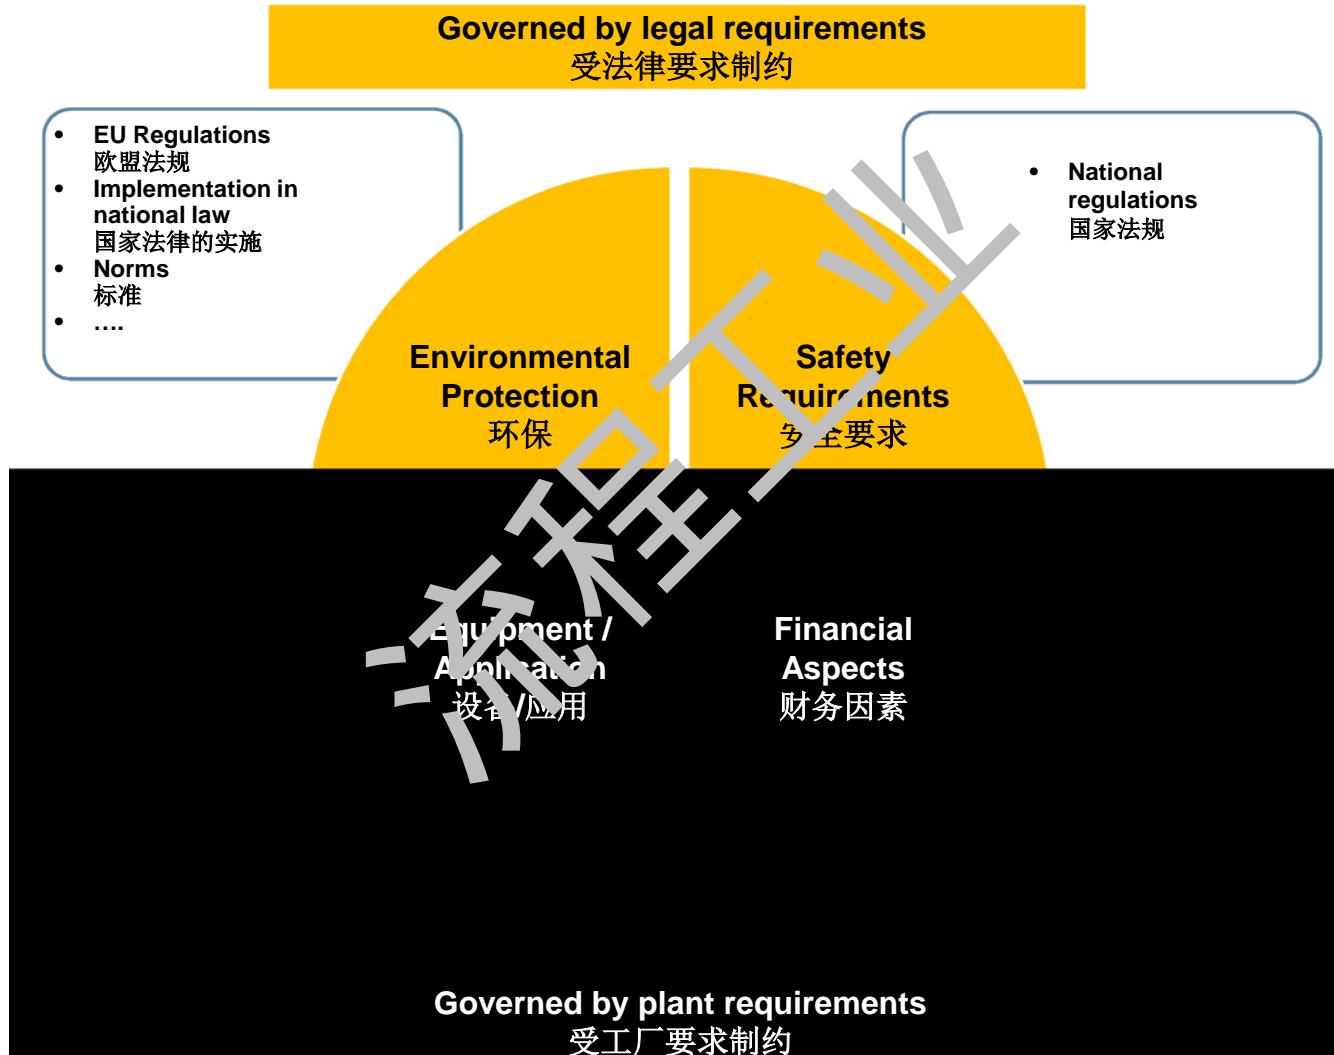 Governed by legal requirements
受法律要求制约
• EU Regulations
欧盟法规
• Implementation in
national law
国家法律的实施
• Norms
标准
• ....
• National
regulations
国家法规
Environmental
Protection
环保
Safety
Requirements
安全要求
流程工业
Equipment /
Application
设备/应用
Financial
Aspects
财务因素
Governed by plant requirements
受工厂要求制约